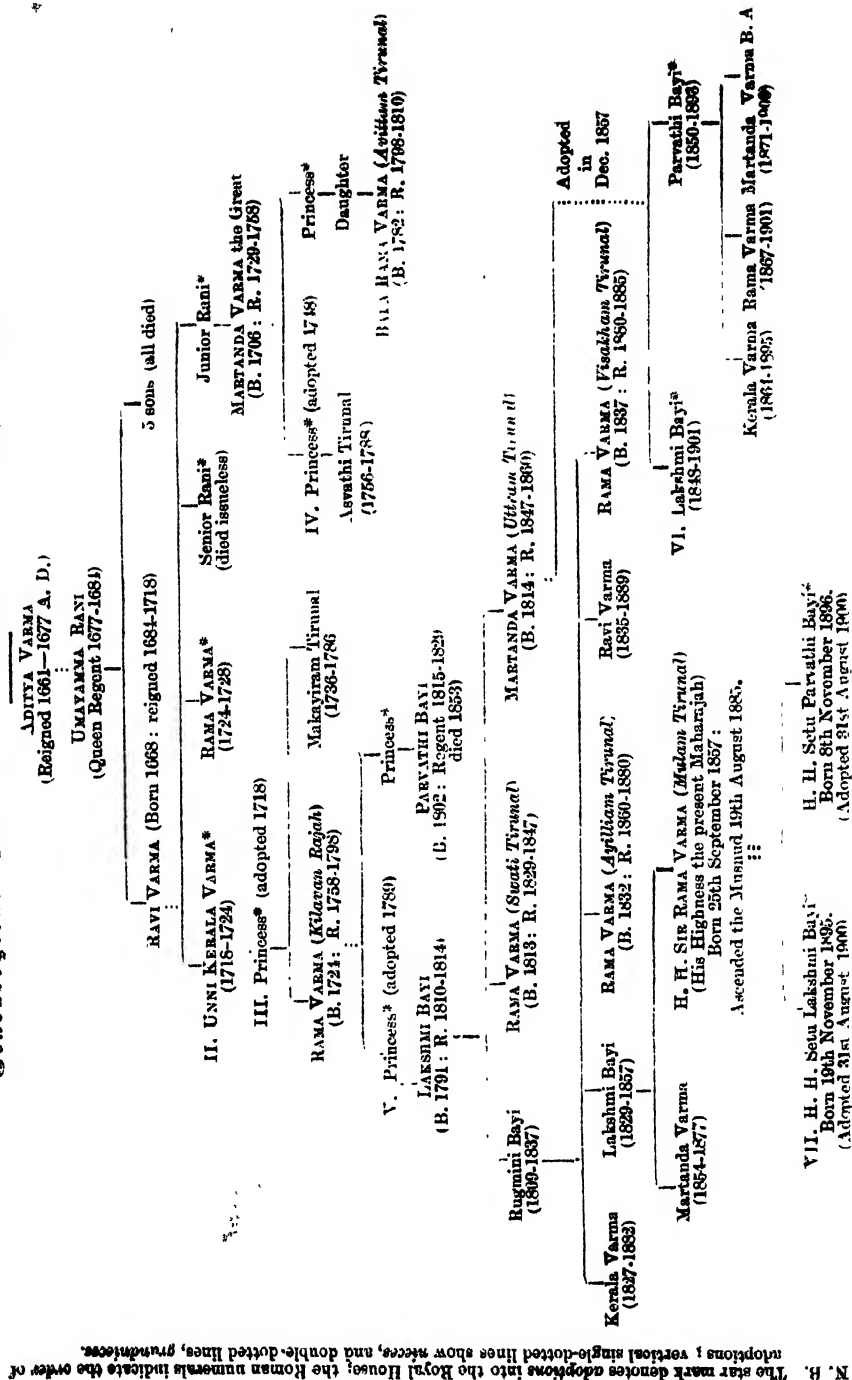 ADITYA VARMA
(Reigned 1661—1677 A. D.)
UMAYAMMA RANI
(Queen Regent 1677-1684)
RAVI VARMA (Born 1668: reigned 1684-1718)
5 sons (all died)
II. UNNI KERALA VARMA*
(1718-1724)
RAMA VARMA*
(1724-1728)
Senior Rani*
(died issueless)
Junior Rani*
MARTANDA VARMA the Great
(B. 1706: R. 1729-1758)
III. Princess* (adopted 1718)
RAMA VARMA (Kilavan Rajah)
(B. 1724: R. 1758-1798)
Makayiram Tirunal
(1736-1786
IV. Princess* (adopted 1748)
Asvathi Tirunal
(1756-1788)
Princess*
Daughter
BALA RAMA VARMA (Avittam Tirunal)
(B. 1782: R. 1798-1810)
V. Princess* (adopted 1789)
LAKSHMI BAYI
(B. 1791: R. 1810-1814)
Princess*
PARVATHI BAYI
(B. 1802: Regent 1815-1829
died 1853)
Rugmini Bayi
(1809-1837)
RAMA VARMA (Swati Tirunal)
(B. 1813: R. 1829-1847)
MARTANDA VARMA (Uttram Tirunal)
(B. 1814: R. 1847-1860)
Adopted
in
Dec. 1857
Kerala Varma
(1827-1882)
Lakshmi Bayi
(1829-1857)
RAMA VARMA (Ayilliam Tirunal,
(B. 1832: R. 1860-1880)
Ravi Varma
(1835-1889)
RAMA VARMA (Visakham Tirunal)
(B. 1837: R. 1880-1885)
Martanda Varma
(1854-1877)
H. H. SIR RAMA VARMA (Mulam Tirunal)
(His Highness the present Maharajah)
Born 25th September 1857:
Ascended the Musnud 19th August 1885.
VI. Lakshmi Bayi*
(1848-1901)
Parvathi Bayi*
(1850-1893)
Kerala Varma
(1864-1895)
Rama Varma
'1867-1901)
Martanda Varma B. A
(1871-1900)
VII. H. H. Setu Lakshmi Bayi*
Born 19th November 1895.
(Adopted 31st August 1900)
H. H. Setu Parvathi Bayi*
Born 8th November 1896.
(Adopted 31st August 1900)
N. B. The star mark denotes adoptions into the Royal House; the Roman numerals indicate the order of
adoptions; vertical single-dotted lines show nieces, and double-dotted lines, grandnieces.